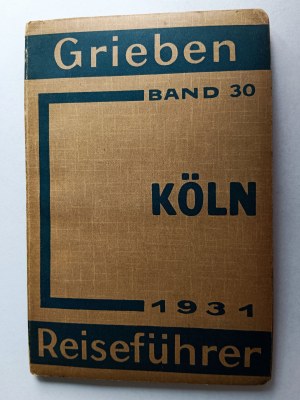 Grieben
BAND 30
KÖLN
1931
Reiseführer